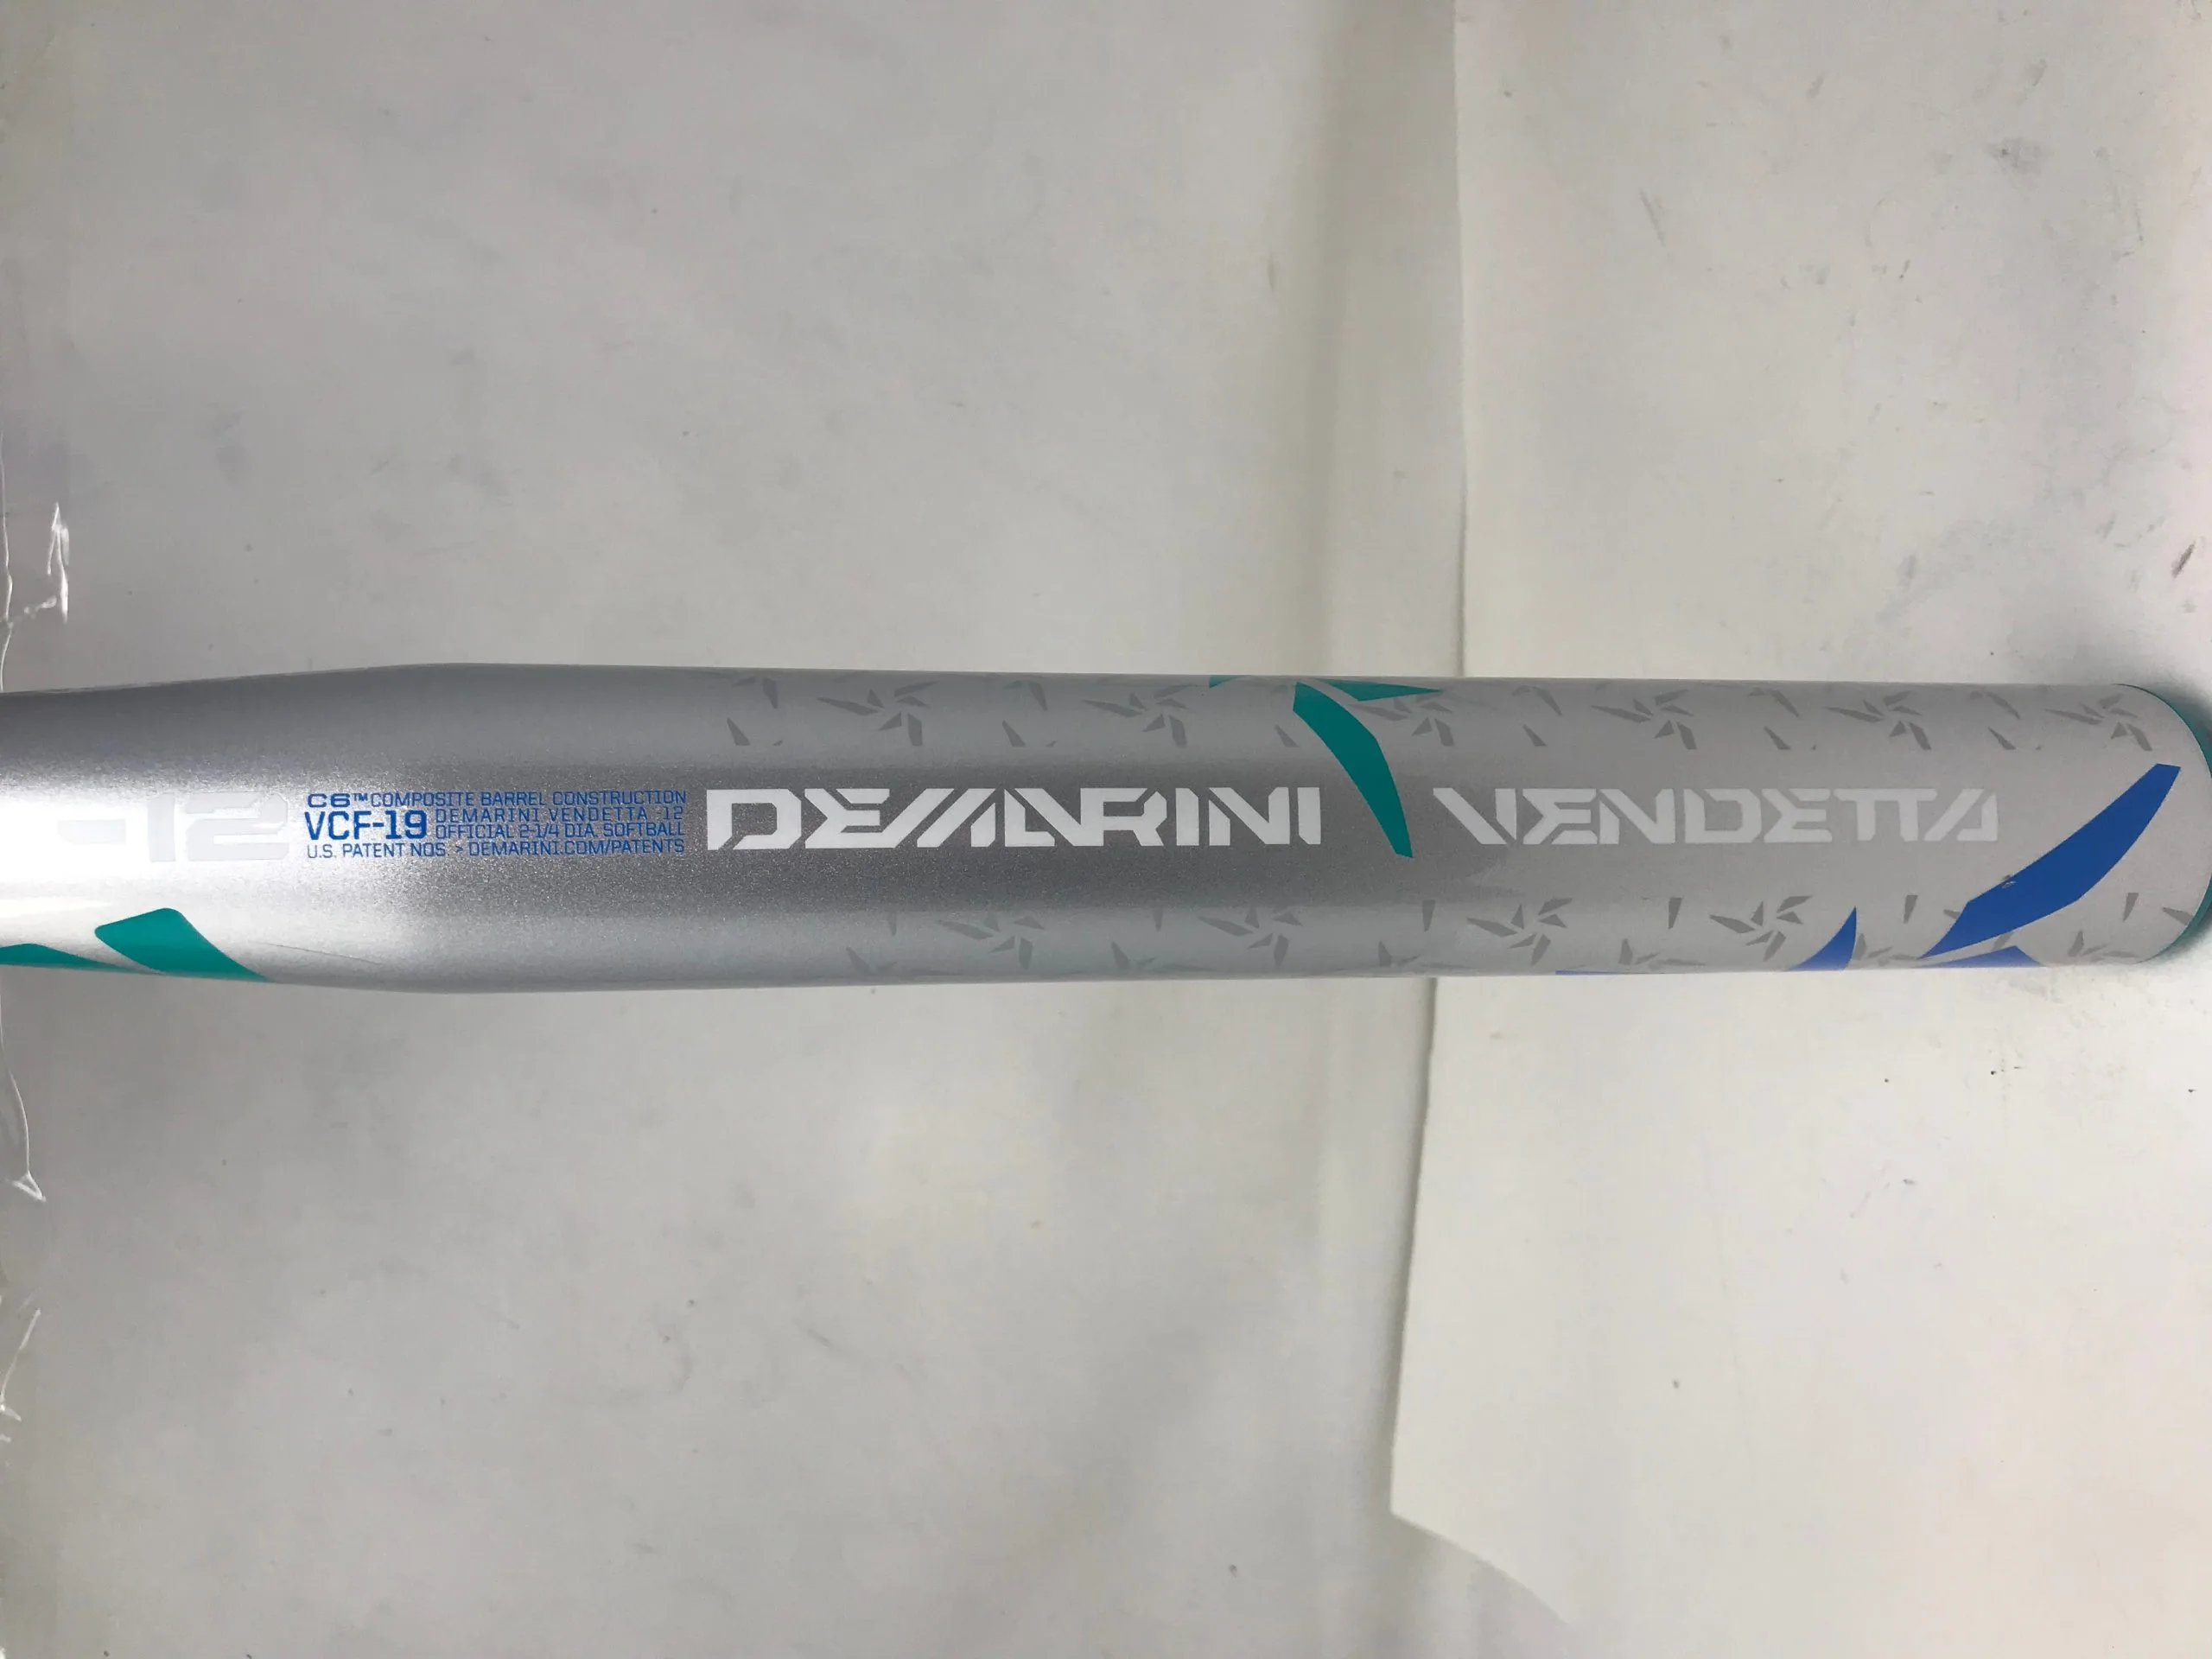 -12
C6™ COMPOSITE BARREL CONSTRUCTION
VCF-19
DEMARINI VENDETTA -12
OFFICIAL 2-1/4 DIA. SOFTBALL
U.S. PATENT NOS > DEMARINI.COM/PATENTS
DEMARINI
VENDETTA